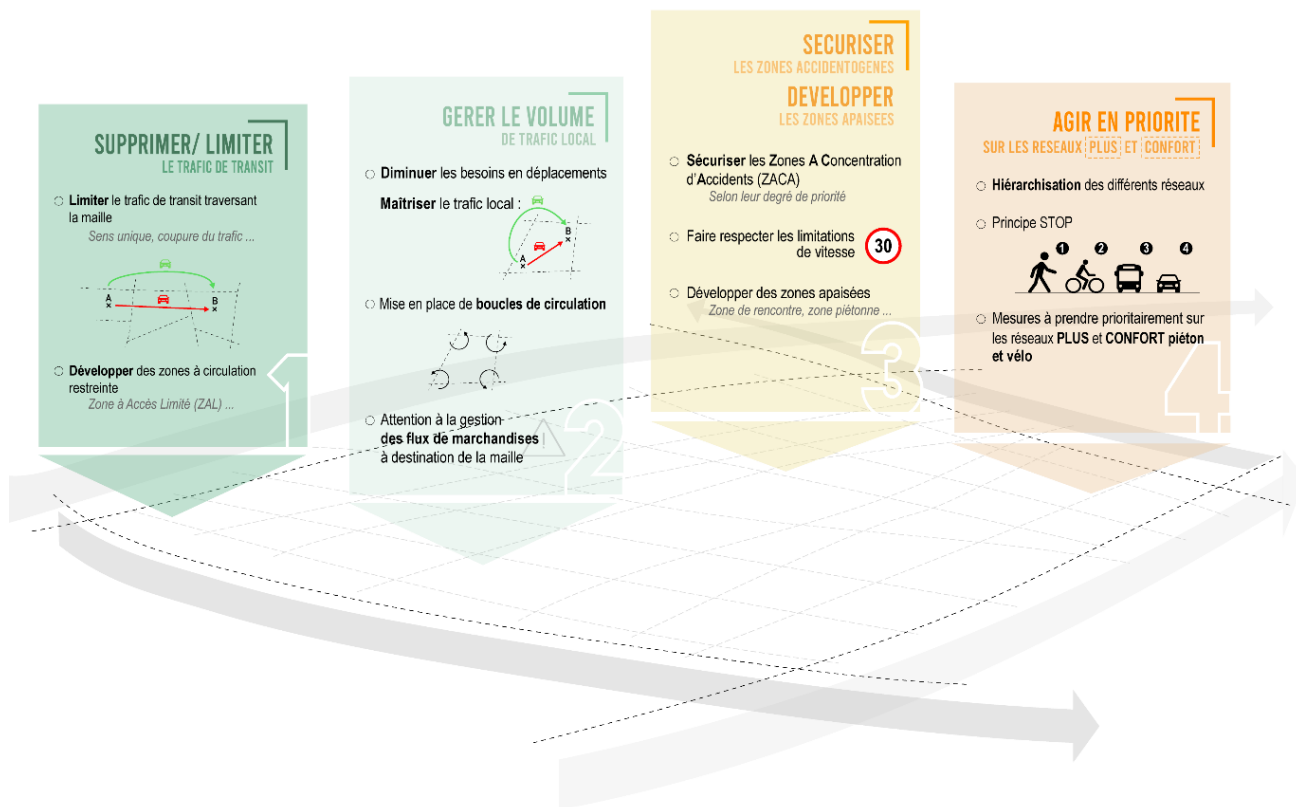 SUPPRIMER/ LIMITER
LE TRAFIC DE TRANSIT
Limiter le trafic de transit traversant
la maille
Sens unique, coupure du trafic ...
A
B
Développer des zones à circulation
restreinte
Zone à Accès Limité (ZAL) ...
1
GERER LE VOLUME
DE TRAFIC LOCAL
Diminuer les besoins en déplacements
Maîtriser le trafic local :
B
A
Mise en place de boucles de circulation
Attention à la gestion
des flux de marchandises
à destination de la maille
2
SECURISER
LES ZONES ACCIDENTOGENES
DEVELOPPER
LES ZONES APAISEES
Sécuriser les Zones A Concentration
d'Accidents (ZACA)
Selon leur degré de priorité
Faire respecter les limitations
de vitesse
30
Développer des zones apaisées
Zone de rencontre, zone piétonne ...
3
AGIR EN PRIORITE
SUR LES RESEAUX PLUS ET CONFORT
Hiérarchisation des différents réseaux
Principe STOP
1 2 3 4
Mesures à prendre prioritairement sur
les réseaux PLUS et CONFORT piéton
et vélo
4